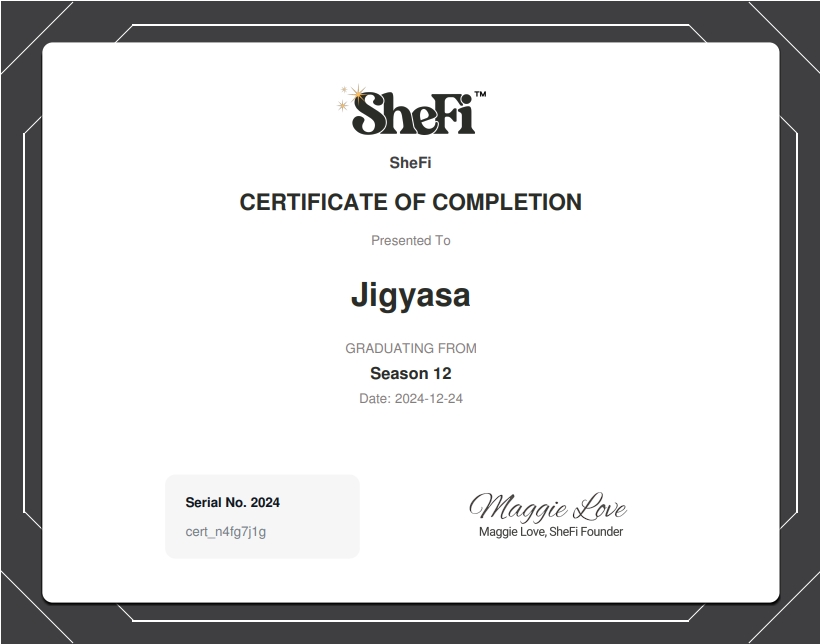 SheFi™
SheFi
CERTIFICATE OF COMPLETION
Presented To
Jigyasa
GRADUATING FROM
Season 12
Date: 2024-12-24
Serial No. 2024
cert_n4fg7j1g
Maggie Love
Maggie Love, SheFi Founder